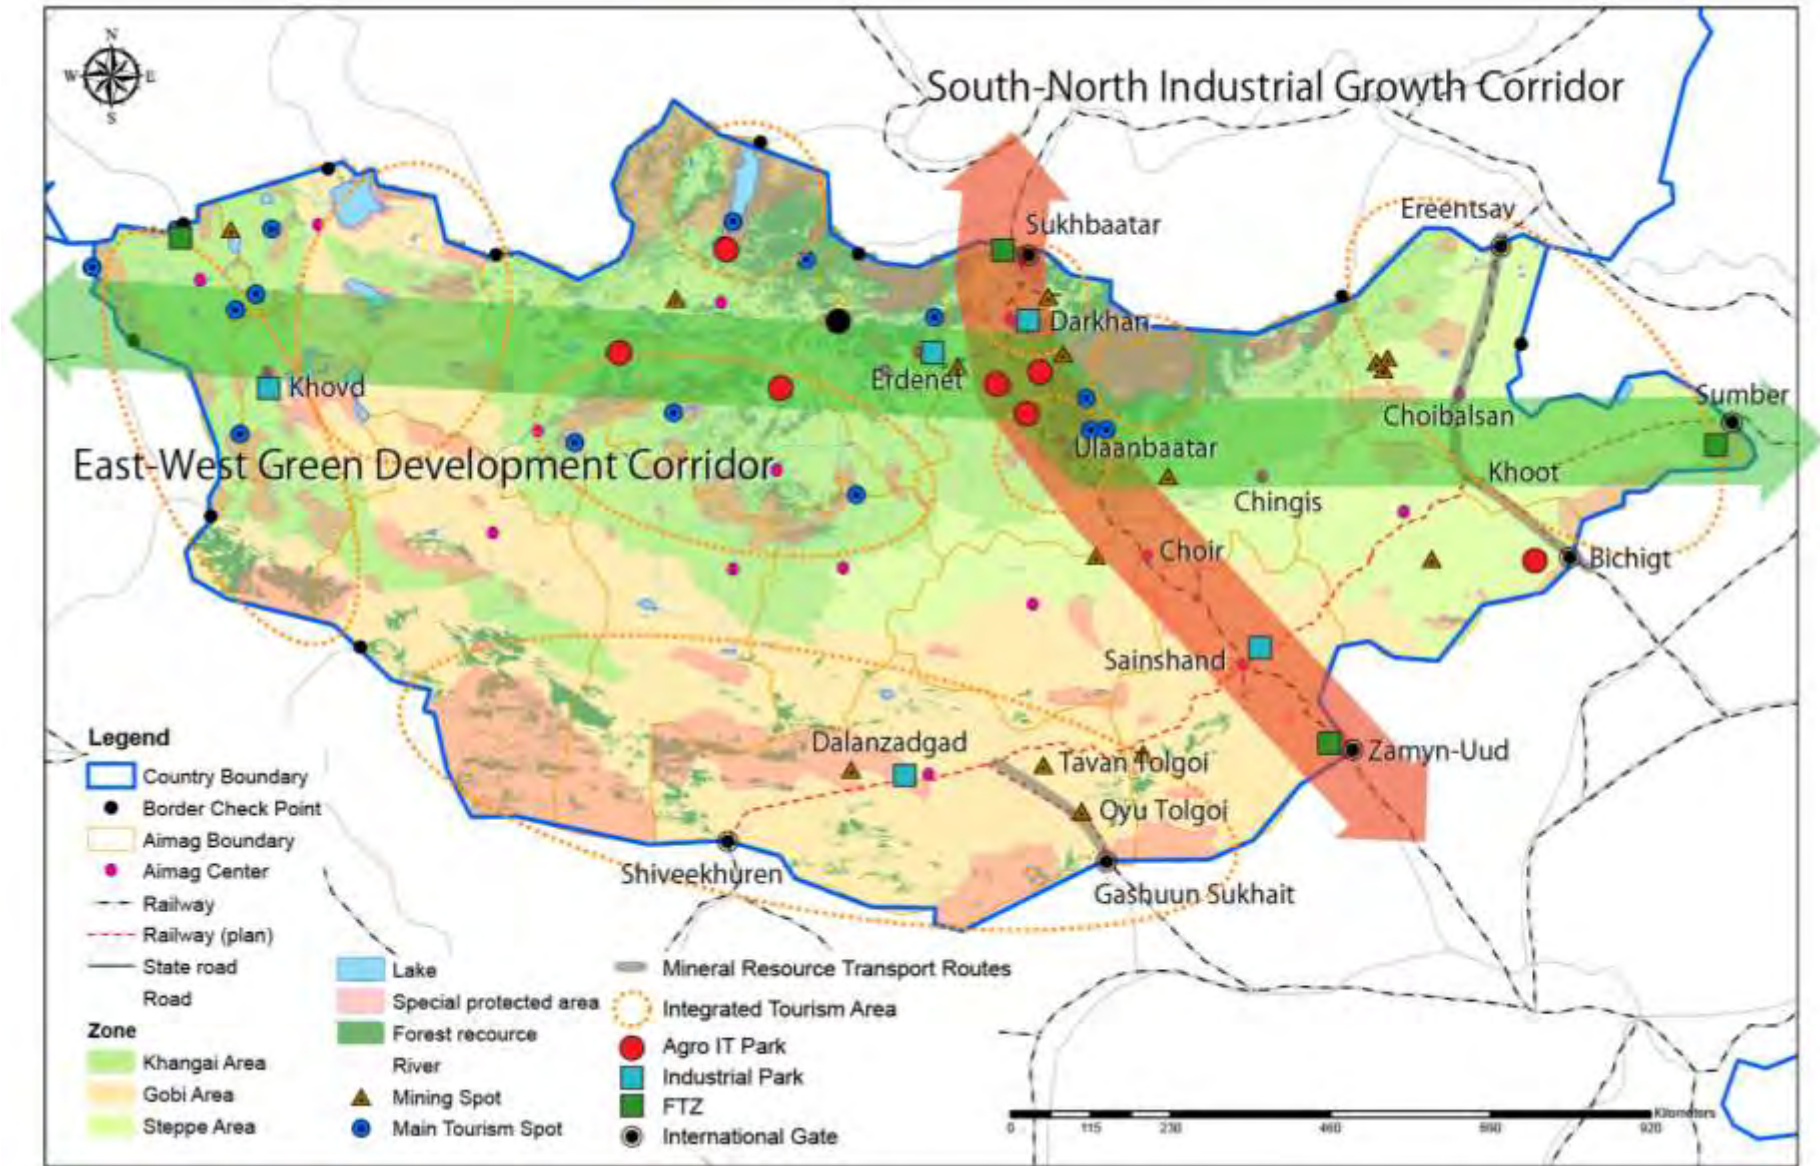 N
W E
S
South-North Industrial Growth Corridor
Ereentsav
Sukhbaatar
Darkhan
Sumber
Erdenet
Khovd
Choibalsan
Ulaanbaatar
East-West Green Development Corridor
Khoot
Chingis
Choir
Bichigt
Sainshand
Dalanzadgad
Tavan Tolgoi
Zamyn-Uud
Oyu Tolgoi
Shiveekhuren
Gashuun Sukhait
Legend
Country Boundary
Border Check Point
Aimag Boundary
Aimag Center
Railway
Railway (plan)
State road
Road
Zone
Khangai Area
Gobi Area
Steppe Area
Lake
Special protected area
Forest recource
River
Mining Spot
Main Tourism Spot
Mineral Resource Transport Routes
Integrated Tourism Area
Agro IT Park
Industrial Park
FTZ
International Gate
Kilometers
0 115 230 460 690 920